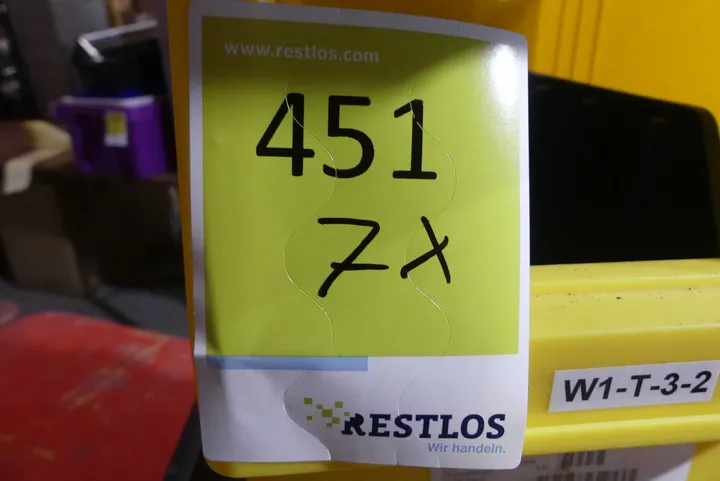 www.restlos.com
451
7x
W1-T-3-2
RESTLOS
Wir handeln.